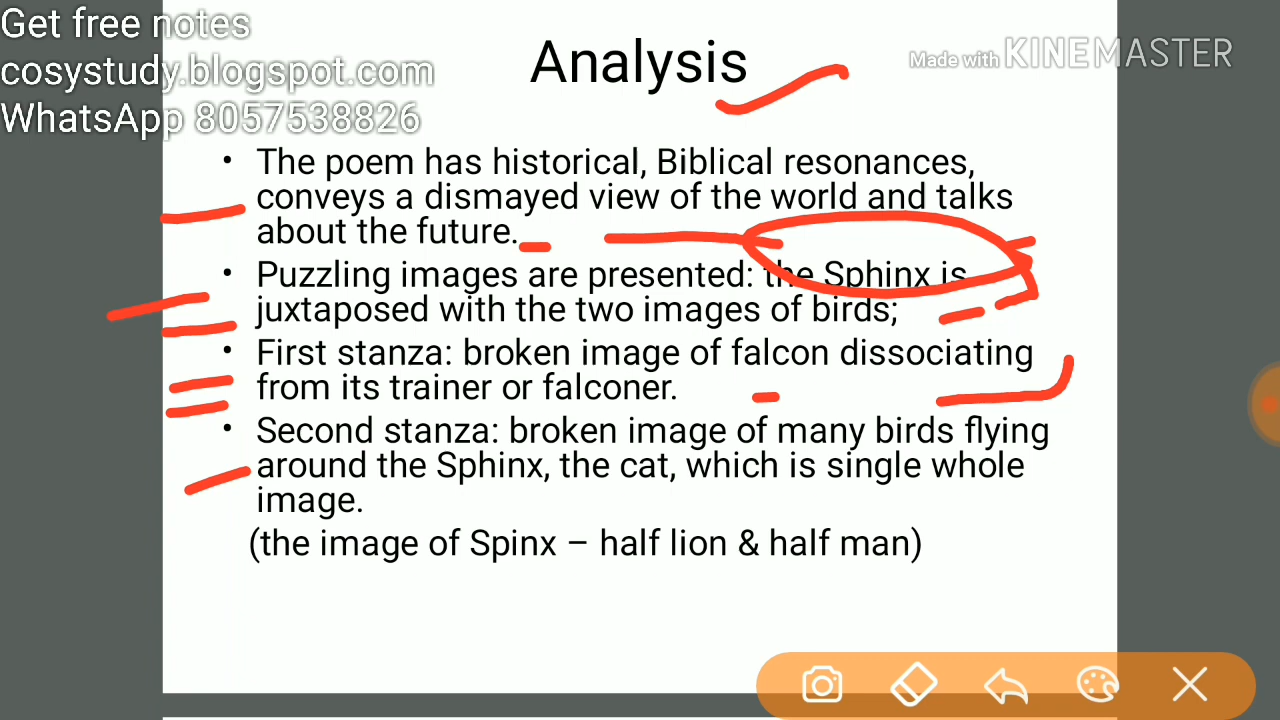 Get free notes
cosystudy.blogspot.com
WhatsApp 8057538826
Made with KINEMASTER
Analysis
• The poem has historical, Biblical resonances,
conveys a dismayed view of the world and talks
about the future.
• Puzzling images are presented: the Sphinx is
juxtaposed with the two images of birds;
• First stanza: broken image of falcon dissociating
from its trainer or falconer.
• Second stanza: broken image of many birds flying
around the Sphinx, the cat, which is single whole
image.
(the image of Spinx – half lion & half man)